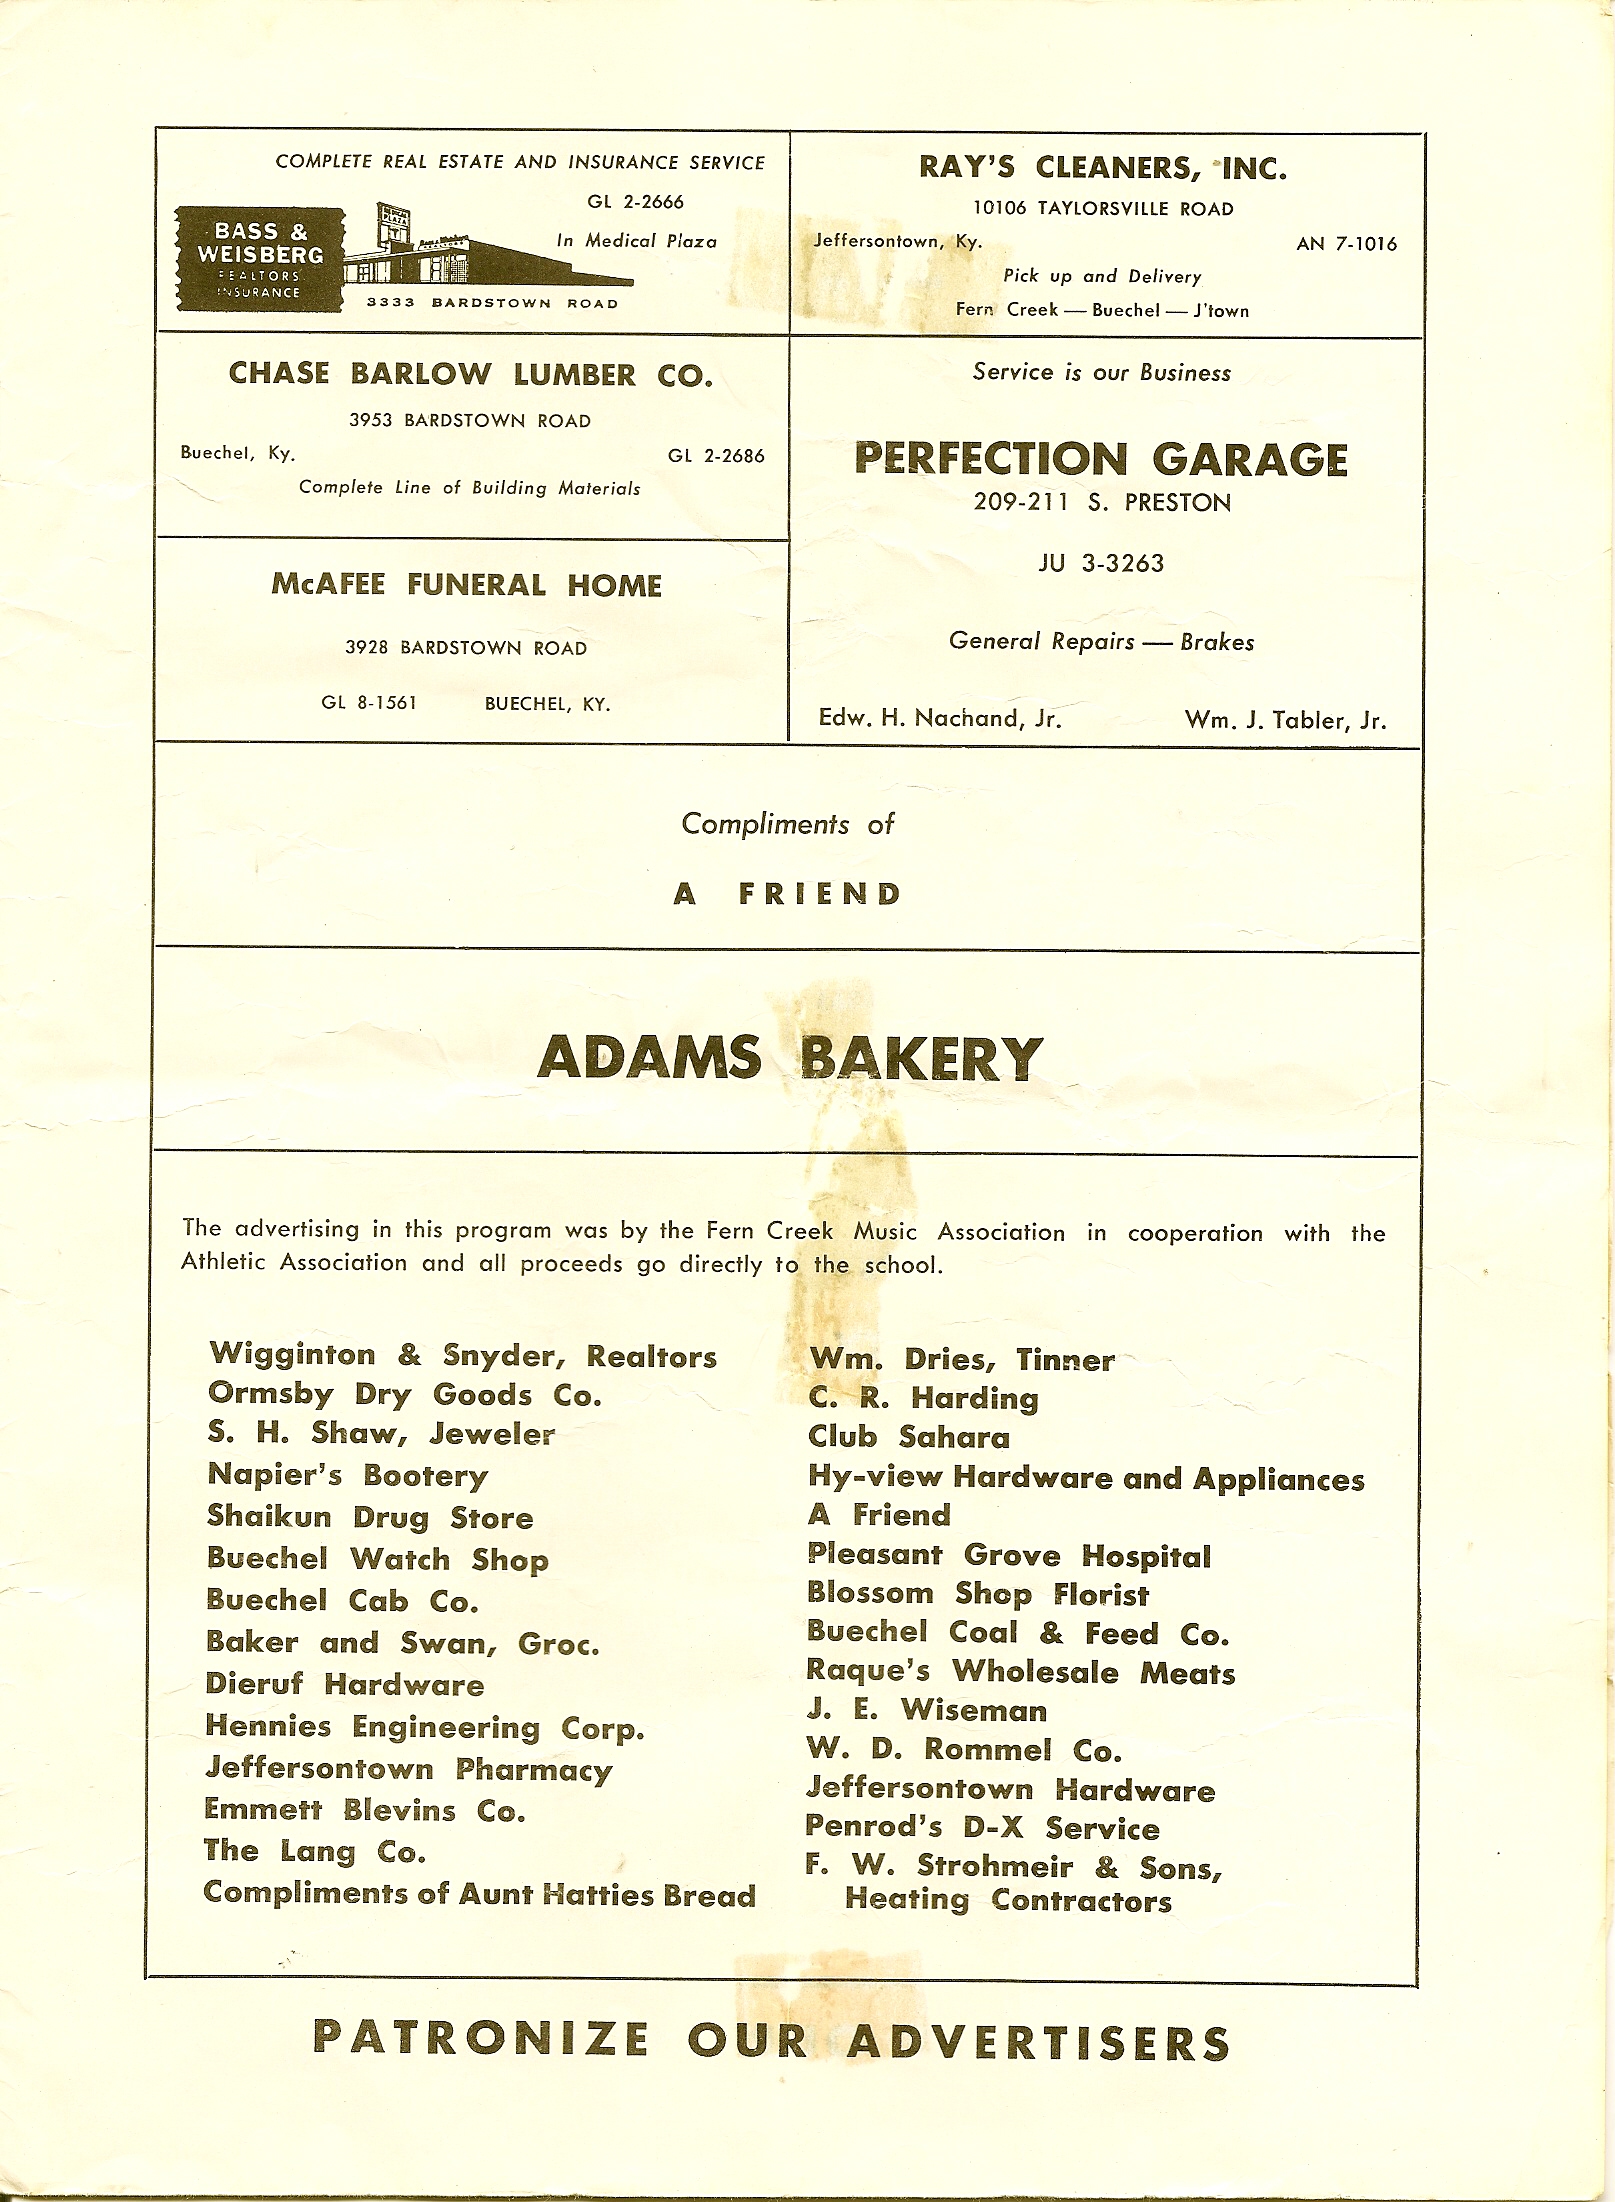 COMPLETE REAL ESTATE AND INSURANCE SERVICE
GL 2-2666
BASS &
WEISBERG
REALTORS
INSURANCE
MEDICAL
PLAZA
Bass & Weisberg
REALTORS
In Medical Plaza
3333 BARDSTOWN ROAD
RAY'S CLEANERS, INC.
10106 TAYLORSVILLE ROAD
Jeffersontown, Ky. AN 7-1016
Pick up and Delivery
Fern Creek — Buechel — J'town
CHASE BARLOW LUMBER CO.
3953 BARDSTOWN ROAD
Buechel, Ky. GL 2-2686
Complete Line of Building Materials
McAFEE FUNERAL HOME
3928 BARDSTOWN ROAD
GL 8-1561 BUECHEL, KY.
Service is our Business
PERFECTION GARAGE
209-211 S. PRESTON
JU 3-3263
General Repairs — Brakes
Edw. H. Nachand, Jr. Wm. J. Tabler, Jr.
Compliments of
A FRIEND
ADAMS BAKERY
The advertising in this program was by the Fern Creek Music Association in cooperation with the
Athletic Association and all proceeds go directly to the school.
Wigginton & Snyder, Realtors
Ormsby Dry Goods Co.
S. H. Shaw, Jeweler
Napier's Bootery
Shaikun Drug Store
Buechel Watch Shop
Buechel Cab Co.
Baker and Swan, Groc.
Dieruf Hardware
Hennies Engineering Corp.
Jeffersontown Pharmacy
Emmett Blevins Co.
The Lang Co.
Compliments of Aunt Hatties Bread
Wm. Dries, Tinner
C. R. Harding
Club Sahara
Hy-view Hardware and Appliances
A Friend
Pleasant Grove Hospital
Blossom Shop Florist
Buechel Coal & Feed Co.
Raque's Wholesale Meats
J. E. Wiseman
W. D. Rommel Co.
Jeffersontown Hardware
Penrod's D-X Service
F. W. Strohmeir & Sons,
Heating Contractors
PATRONIZE OUR ADVERTISERS